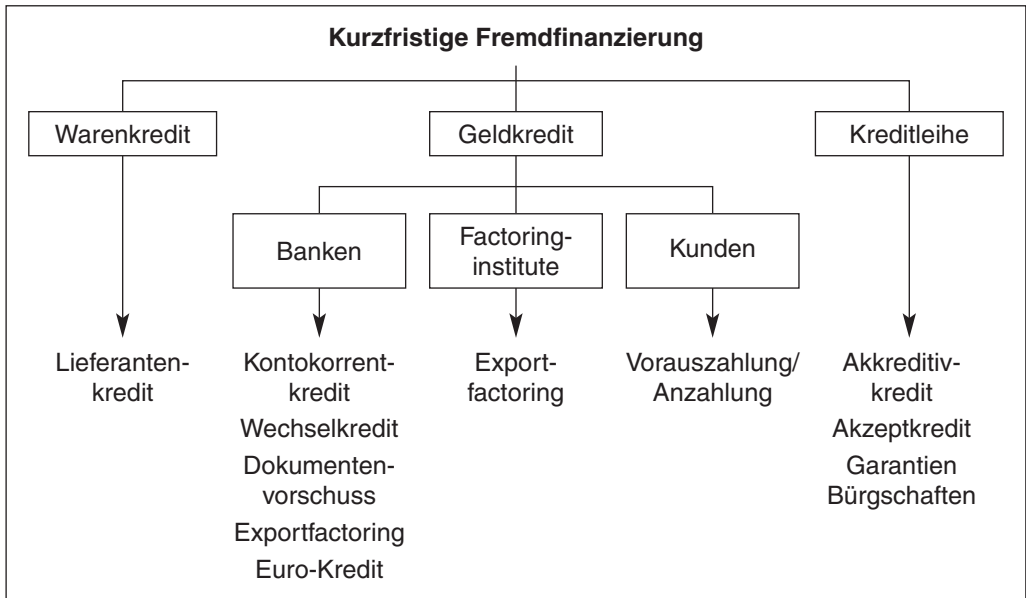 Kurzfristige Fremdfinanzierung
Warenkredit
Geldkredit
Kreditleihe
Banken
Factoring-
institute
Kunden
Lieferanten-
kredit
Kontokorrent-
kredit
Wechselkredit
Dokumenten-
vorschuss
Exportfactoring
Euro-Kredit
Export-
factoring
Vorauszahlung/
Anzahlung
Akkreditiv-
kredit
Akzeptkredit
Garantien
Bürgschaften